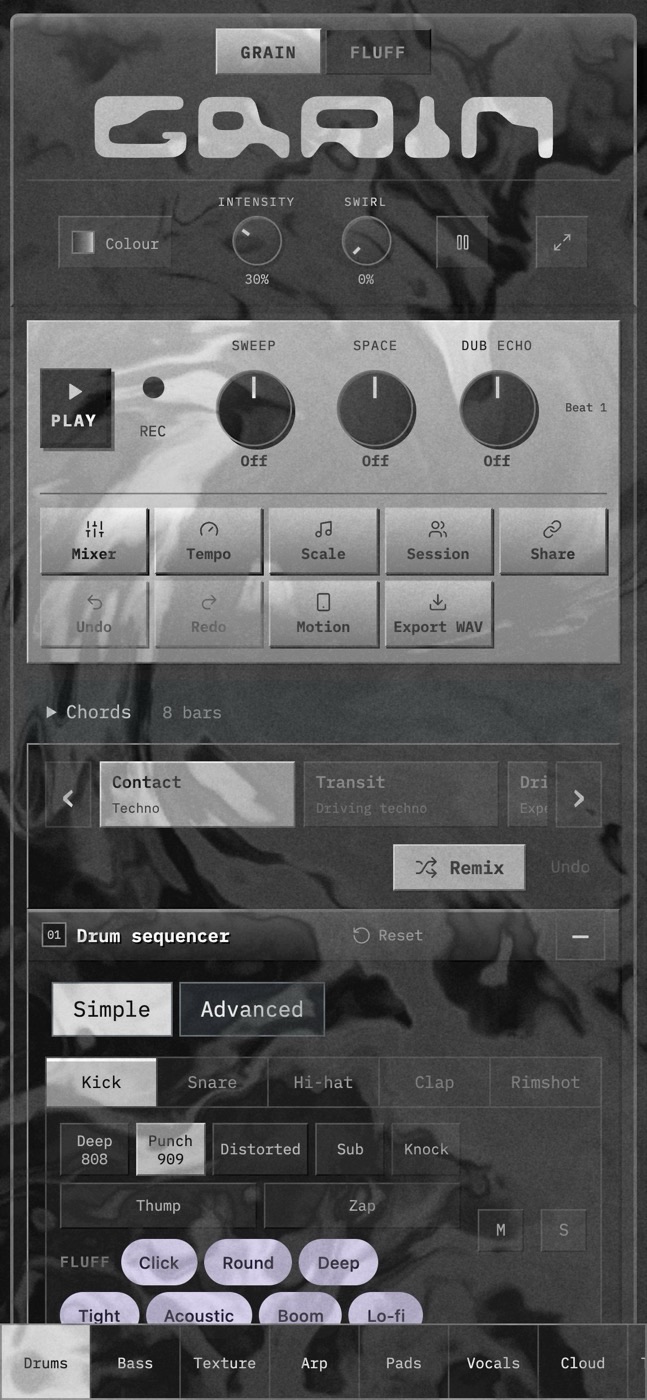 GRAIN FLUFF
GRAIN
INTENSITY SWIRL
Colour
30% 0%
SWEEP SPACE DUB ECHO
PLAY
REC
Beat 1
Off Off Off
Mixer Tempo Scale Session Share
Undo Redo Motion Export WAV
Chords 8 bars
Contact Transit Dri
Techno Driving techno Expe
Remix Undo
01 Drum sequencer Reset
Simple Advanced
Kick Snare Hi-hat Clap Rimshot
Deep 808 Punch 909 Distorted Sub Knock
Thump Zap
M S
FLUFF Click Round Deep
Tight Acoustic Boom Lo-fi
Drums Bass Texture Arp Pads Vocals Cloud